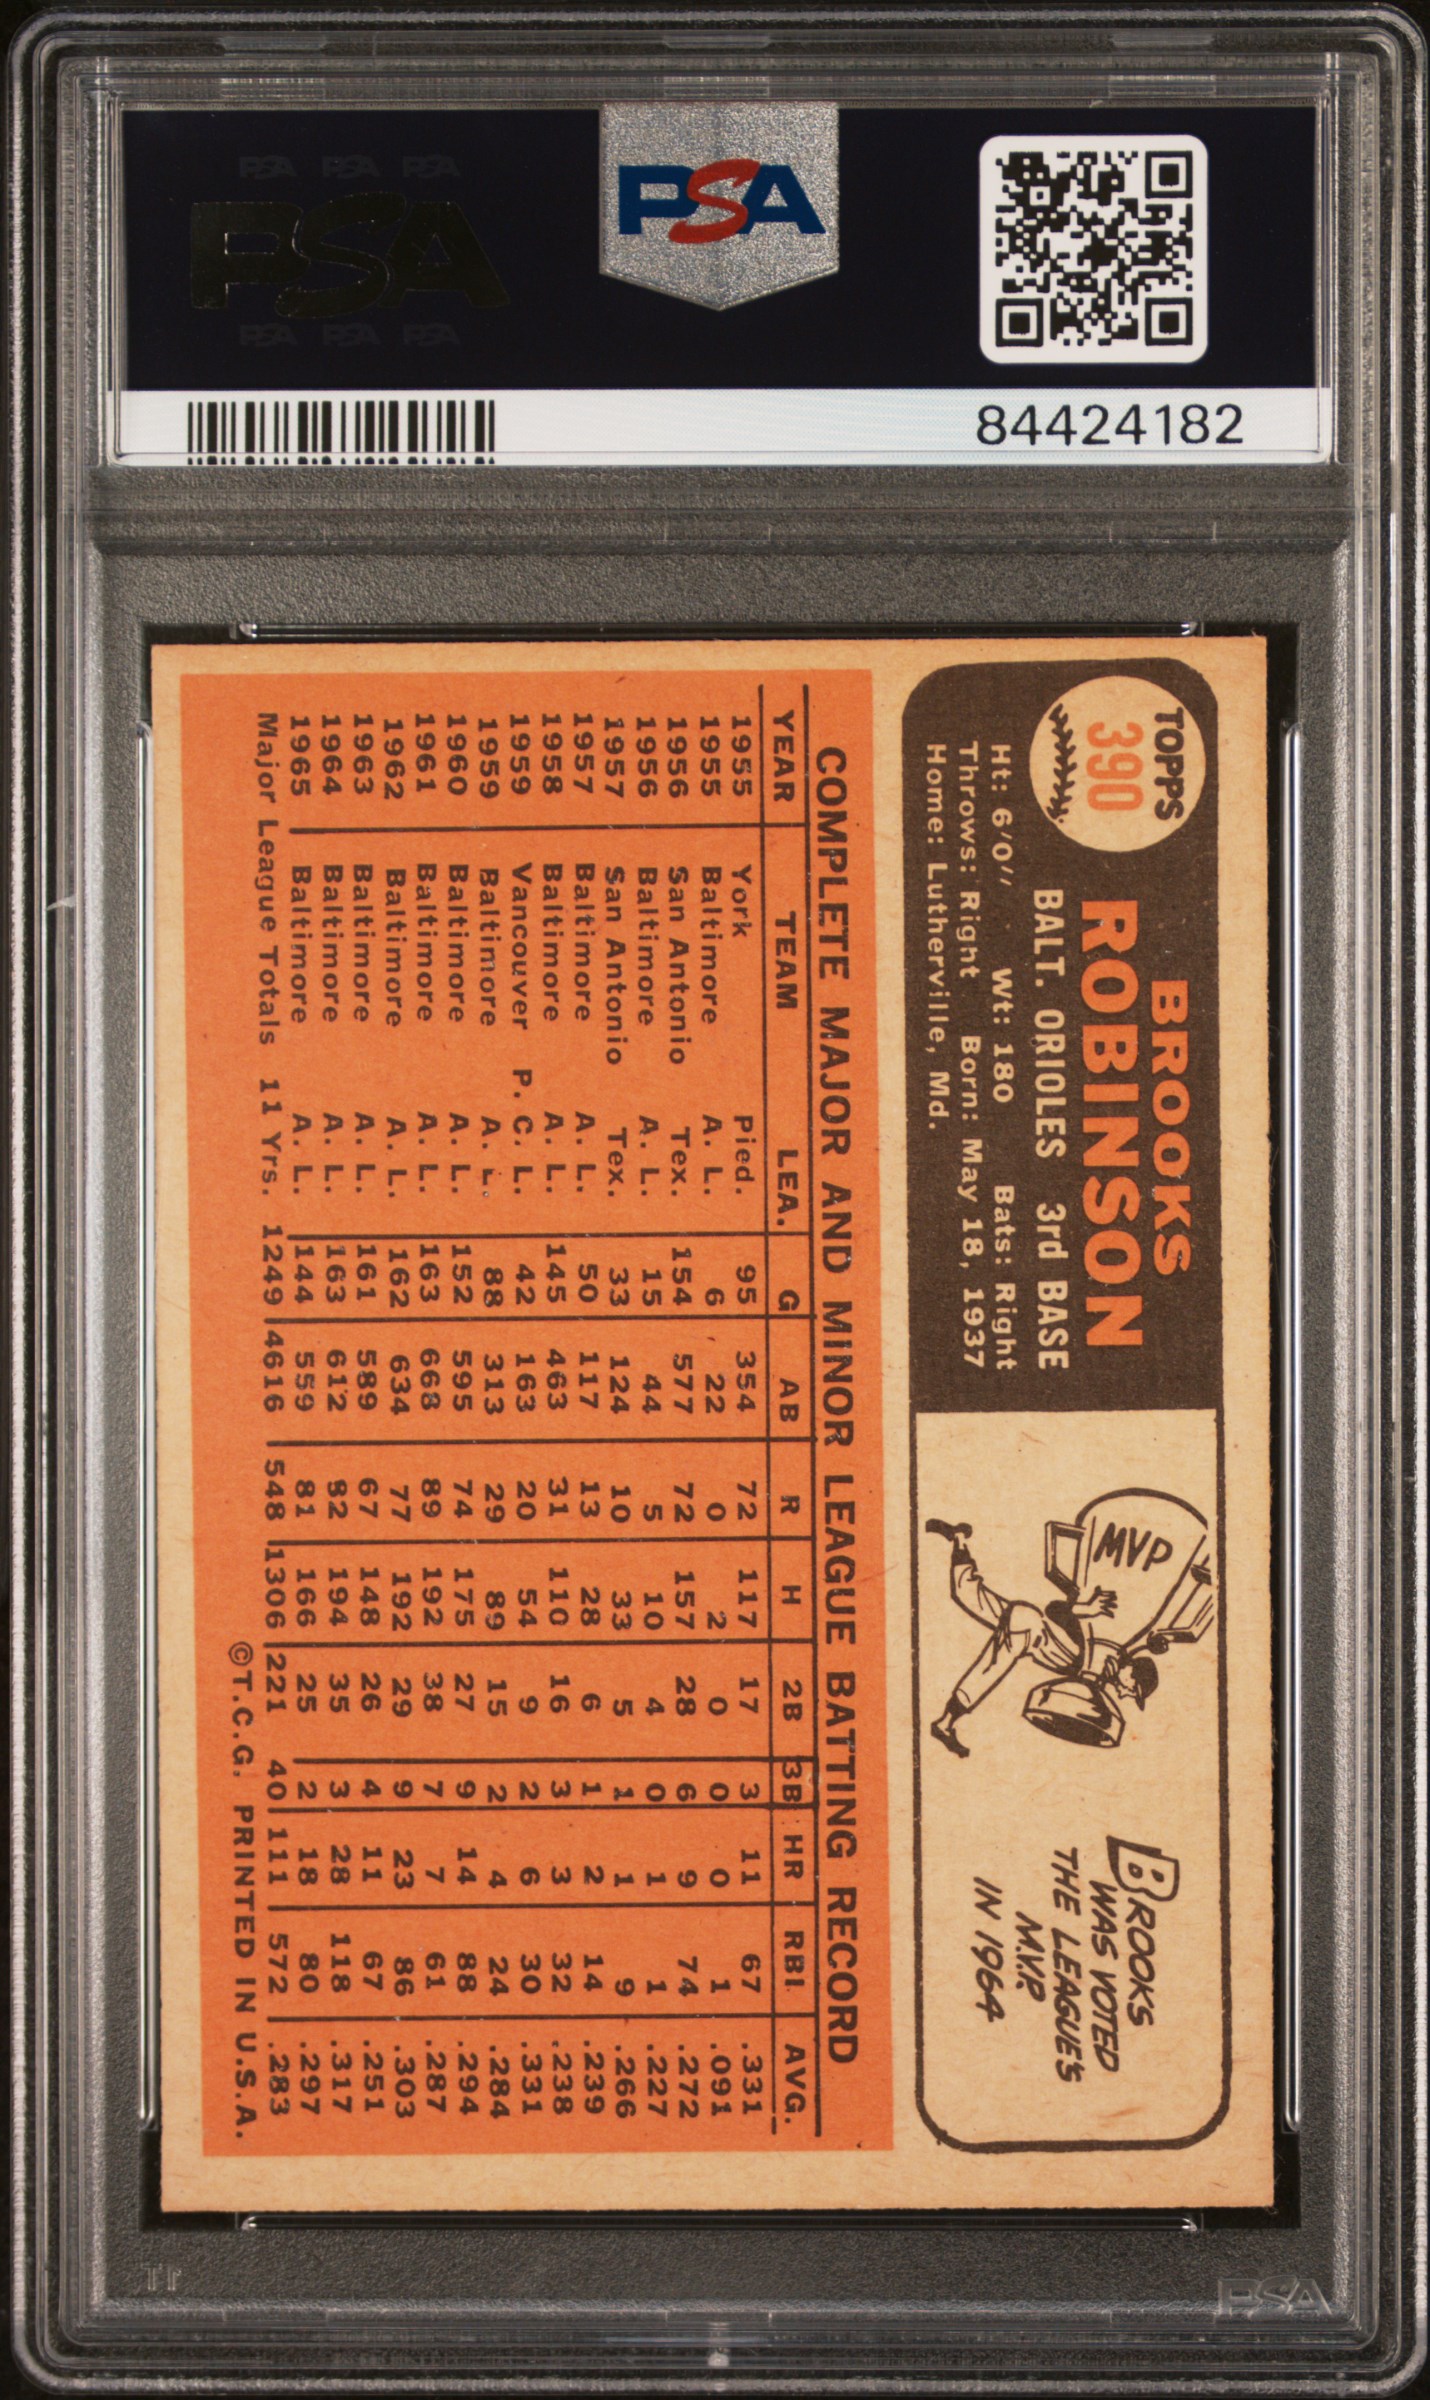 PSA PSA PSA
PSA
PSA PSA PSA
PSA
84424182
TOPPS
390
BROOKS
ROBINSON
BALT. ORIOLES 3rd BASE
Ht: 6'0'' Wt: 180 Bats: Right
Throws: Right Born: May 18, 1937
Home: Lutherville, Md.
MVP
BROOKS
WAS VOTED
THE LEAGUE'S
M.V.P.
IN 1964
COMPLETE MAJOR AND MINOR LEAGUE BATTING RECORD
YEAR TEAM LEA. G AB R H 2B 3B HR RBI AVG.
1955 York Pied. 95 354 72 117 17 3 11 67 .331
1955 Baltimore A. L. 6 22 0 2 0 0 0 1 .091
1956 San Antonio Tex. 154 577 72 157 28 6 9 74 .272
1956 Baltimore A. L. 15 44 5 10 4 0 1 1 .227
1957 San Antonio Tex. 33 124 10 33 5 1 1 9 .266
1957 Baltimore A. L. 50 117 13 28 6 1 2 14 .239
1958 Baltimore A. L. 145 463 31 110 16 3 3 32 .238
1959 Vancouver P. C. L. 42 163 20 54 9 2 6 30 .331
1959 Baltimore A. L. 88 313 29 89 15 2 4 24 .284
1960 Baltimore A. L. 152 595 74 175 27 9 14 88 .294
1961 Baltimore A. L. 163 668 89 192 38 7 7 61 .287
1962 Baltimore A. L. 162 634 77 192 29 9 23 86 .303
1963 Baltimore A. L. 161 589 67 148 26 4 11 67 .251
1964 Baltimore A. L. 163 612 82 194 35 3 28 118 .317
1965 Baltimore A. L. 144 559 81 166 25 2 18 80 .297
Major League Totals 11 Yrs. 1249 4616 548 1306 221 40 111 572 .283
©T.C.G. PRINTED IN U.S.A.
PSA